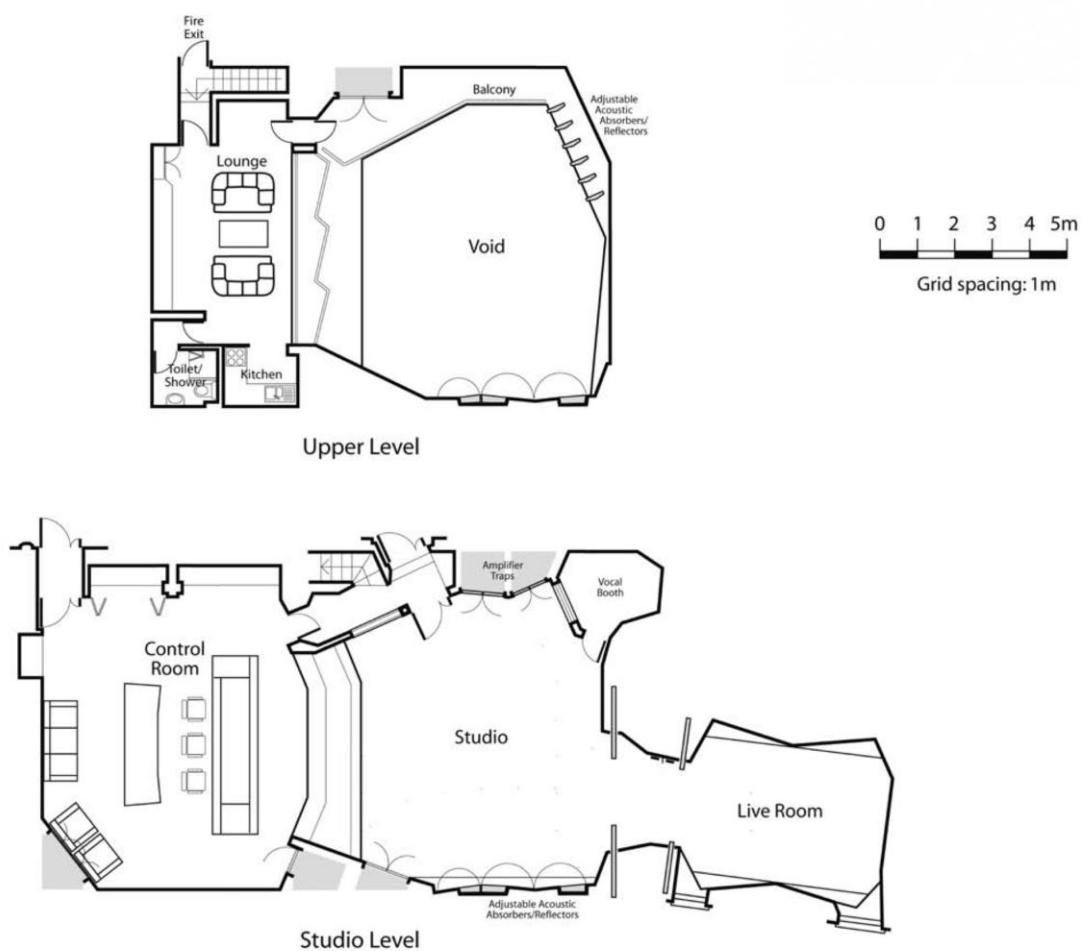 Fire
Exit
Balcony
Adjustable
Acoustic
Absorbers/
Reflectors
Lounge
Void
0 1 2 3 4 5m
Grid spacing: 1m
Toilet/
Shower
Kitchen
Upper Level
Amplifier
Traps
Vocal
Booth
Control
Room
Studio
Live Room
Adjustable Acoustic
Absorbers/Reflectors
Studio Level